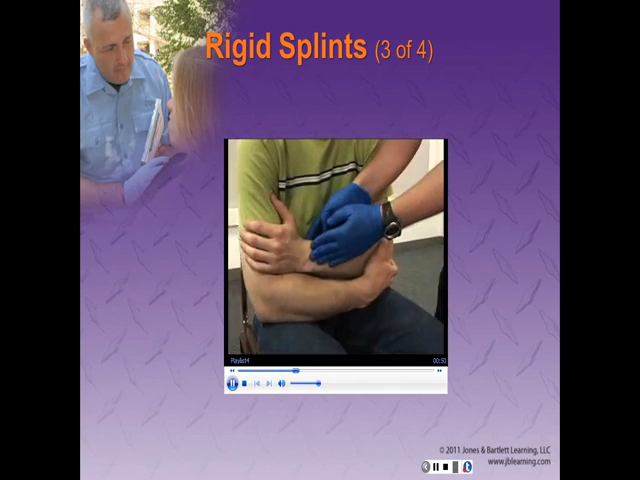 Rigid Splints (3 of 4)
Playlist4
00:50
© 2011 Jones & Bartlett Learning, LLC
www.jblearning.com